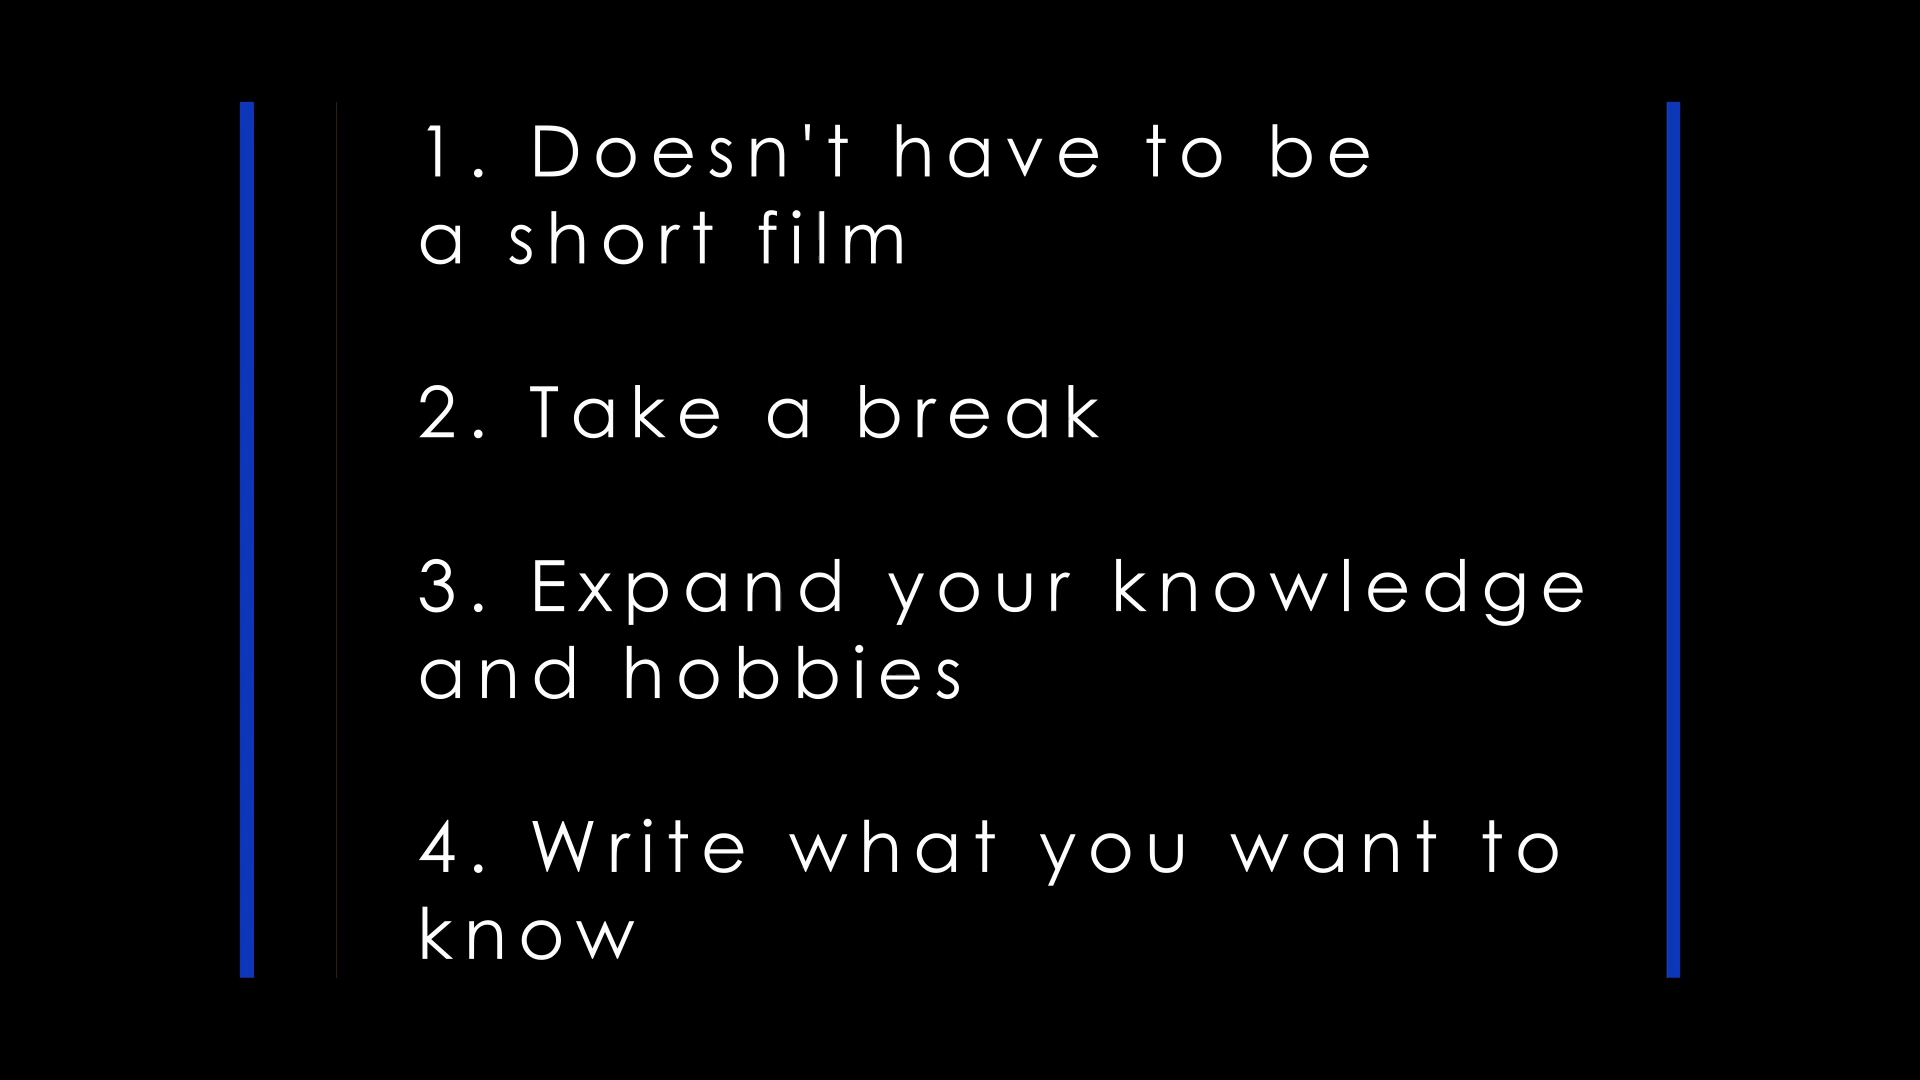 1. Doesn't have to be
a short film
2. Take a break
3. Expand your knowledge
and hobbies
4. Write what you want to
know